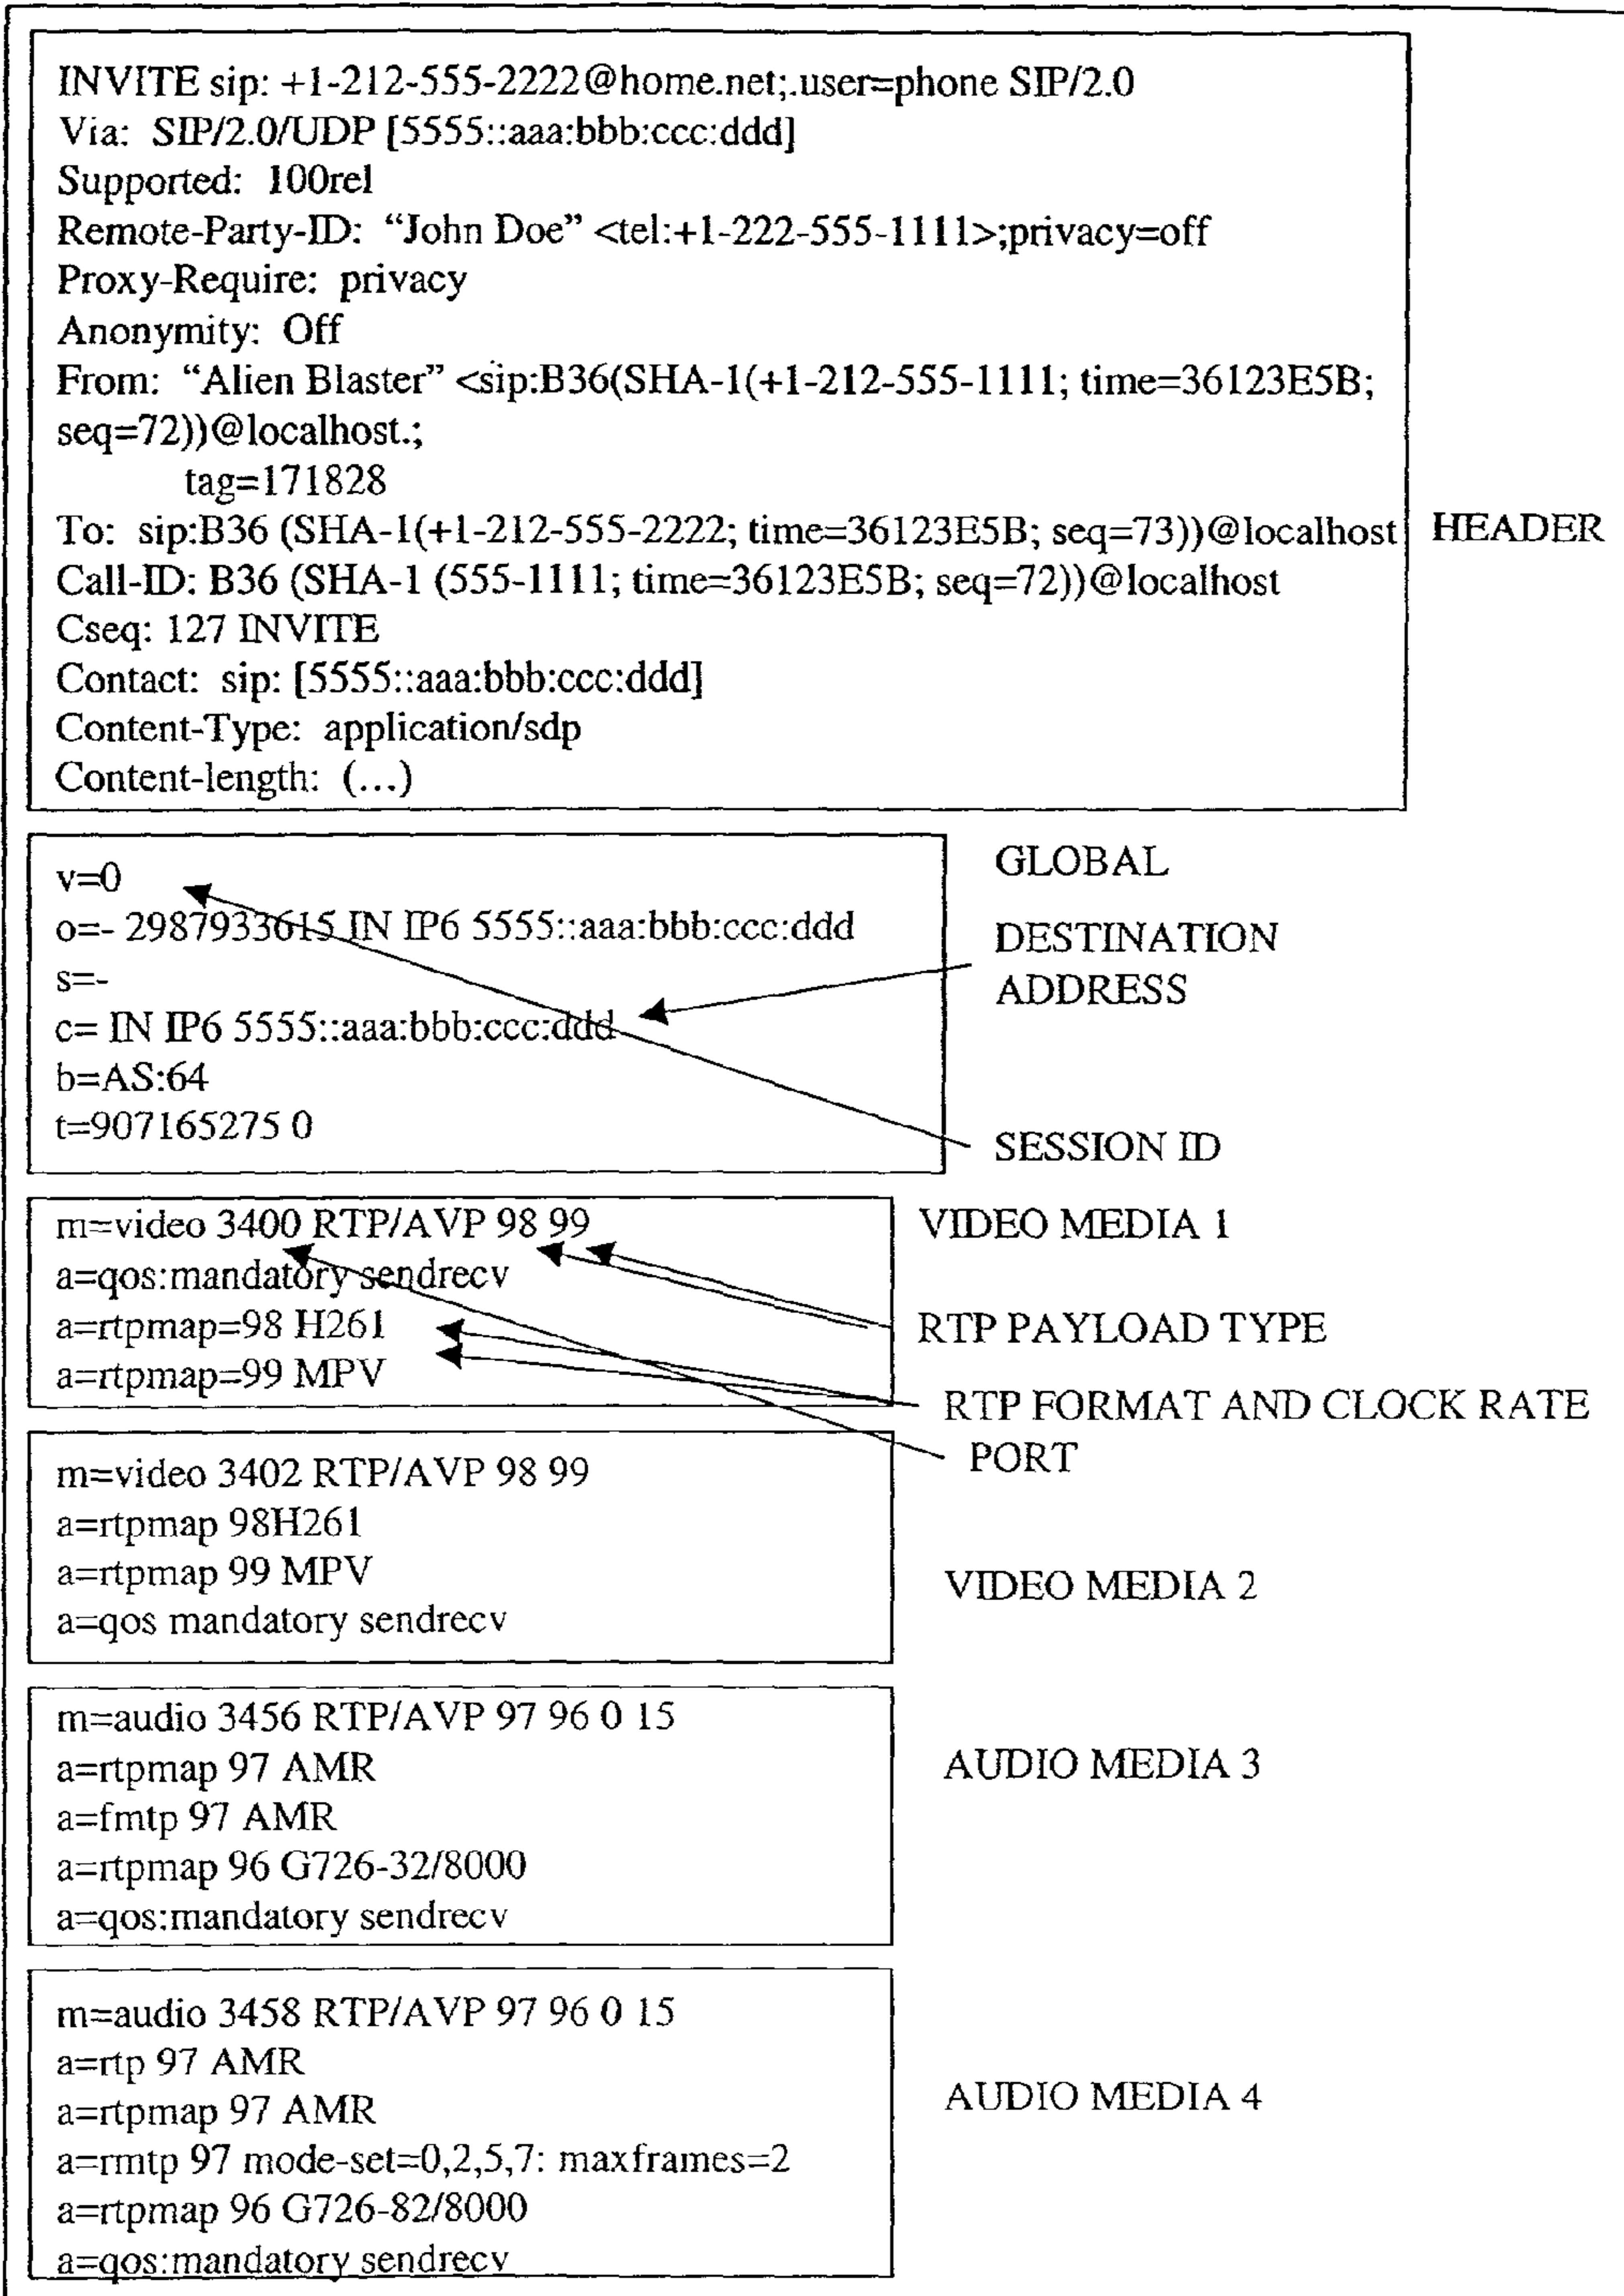 INVITE sip: +1-212-555-2222@home.net;.user=phone SIP/2.0
Via: SIP/2.0/UDP [5555::aaa:bbb:ccc:ddd]
Supported: 100rel
Remote-Party-ID: “John Doe” <tel:+1-222-555-1111>;privacy=off
Proxy-Require: privacy
Anonymity: Off
From: “Alien Blaster” <sip:B36(SHA-1(+1-212-555-1111; time=36123E5B;
seq=72))@localhost.;
tag=171828
To: sip:B36 (SHA-1(+1-212-555-2222; time=36123E5B; seq=73))@localhost
HEADER
Call-ID: B36 (SHA-1 (555-1111; time=36123E5B; seq=72))@localhost
Cseq: 127 INVITE
Contact: sip: [5555::aaa:bbb:ccc:ddd]
Content-Type: application/sdp
Content-length: (...)
v=0
o=- 2987933615 IN IP6 5555::aaa:bbb:ccc:ddd
s=-
c= IN IP6 5555::aaa:bbb:ccc:ddd
b=AS:64
t=907165275 0
GLOBAL
DESTINATION
ADDRESS
SESSION ID
m=video 3400 RTP/AVP 98 99
a=qos:mandatory sendrecv
a=rtpmap=98 H261
a=rtpmap=99 MPV
VIDEO MEDIA 1
RTP PAYLOAD TYPE
RTP FORMAT AND CLOCK RATE
PORT
m=video 3402 RTP/AVP 98 99
a=rtpmap 98H261
a=rtpmap 99 MPV
a=qos mandatory sendrecv
VIDEO MEDIA 2
m=audio 3456 RTP/AVP 97 96 0 15
a=rtpmap 97 AMR
a=fmtp 97 AMR
a=rtpmap 96 G726-32/8000
a=qos:mandatory sendrecv
AUDIO MEDIA 3
m=audio 3458 RTP/AVP 97 96 0 15
a=rtp 97 AMR
a=rtpmap 97 AMR
a=rmtp 97 mode-set=0,2,5,7: maxframes=2
a=rtpmap 96 G726-82/8000
a=qos:mandatory sendrecv
AUDIO MEDIA 4